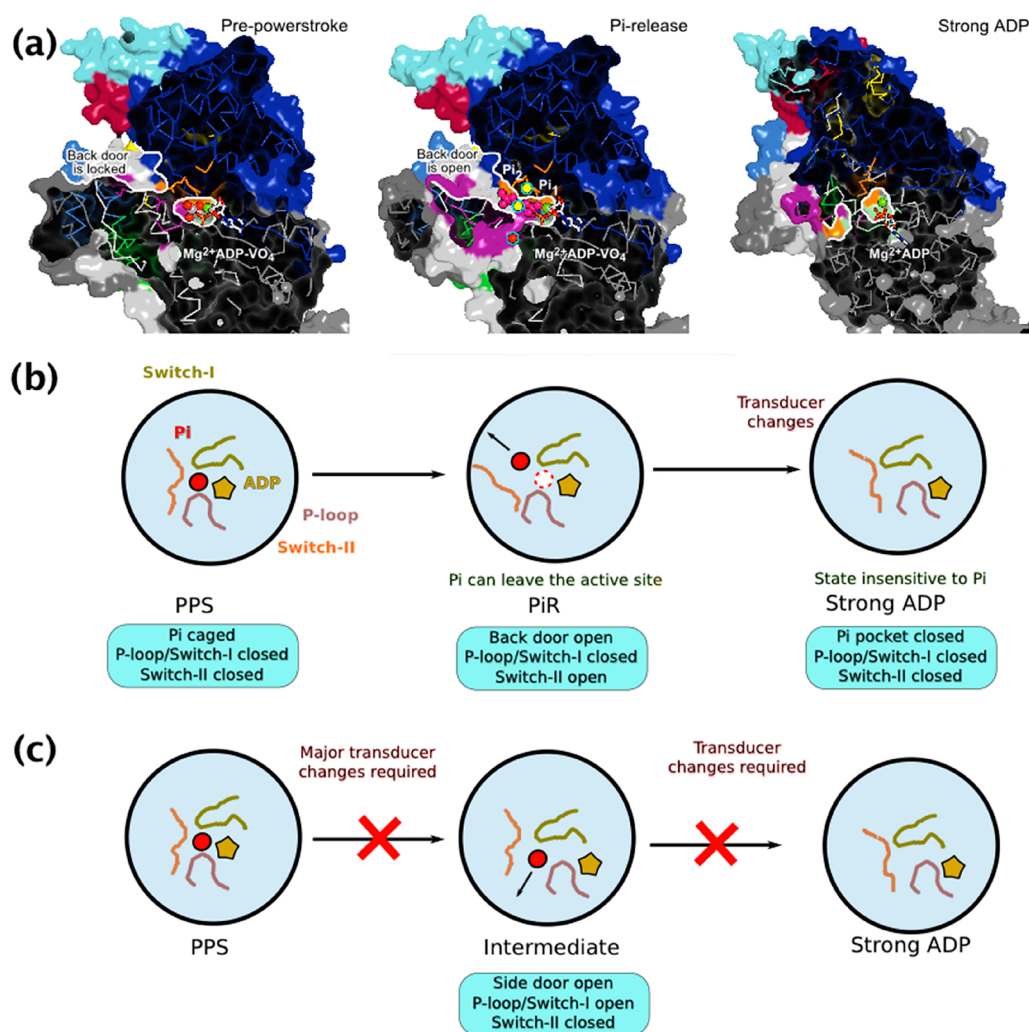 (a)
Pre-powerstroke
Pi-release
Strong ADP
Back door
is locked
Mg²⁺ADP-VO₄
Back door
is open
Pi₂
Pi₁
Mg²⁺ADP-VO₄
Mg²⁺ADP
(b)
Switch-I
Pi
ADP
P-loop
Switch-II
Transducer
changes
Pi can leave the active site
State insensitive to Pi
PPS
PiR
Strong ADP
Pi caged
P-loop/Switch-I closed
Switch-II closed
Back door open
P-loop/Switch-I closed
Switch-II open
Pi pocket closed
P-loop/Switch-I closed
Switch-II closed
(c)
Major transducer
changes required
Transducer
changes required
PPS
Intermediate
Strong ADP
Side door open
P-loop/Switch-I open
Switch-II closed